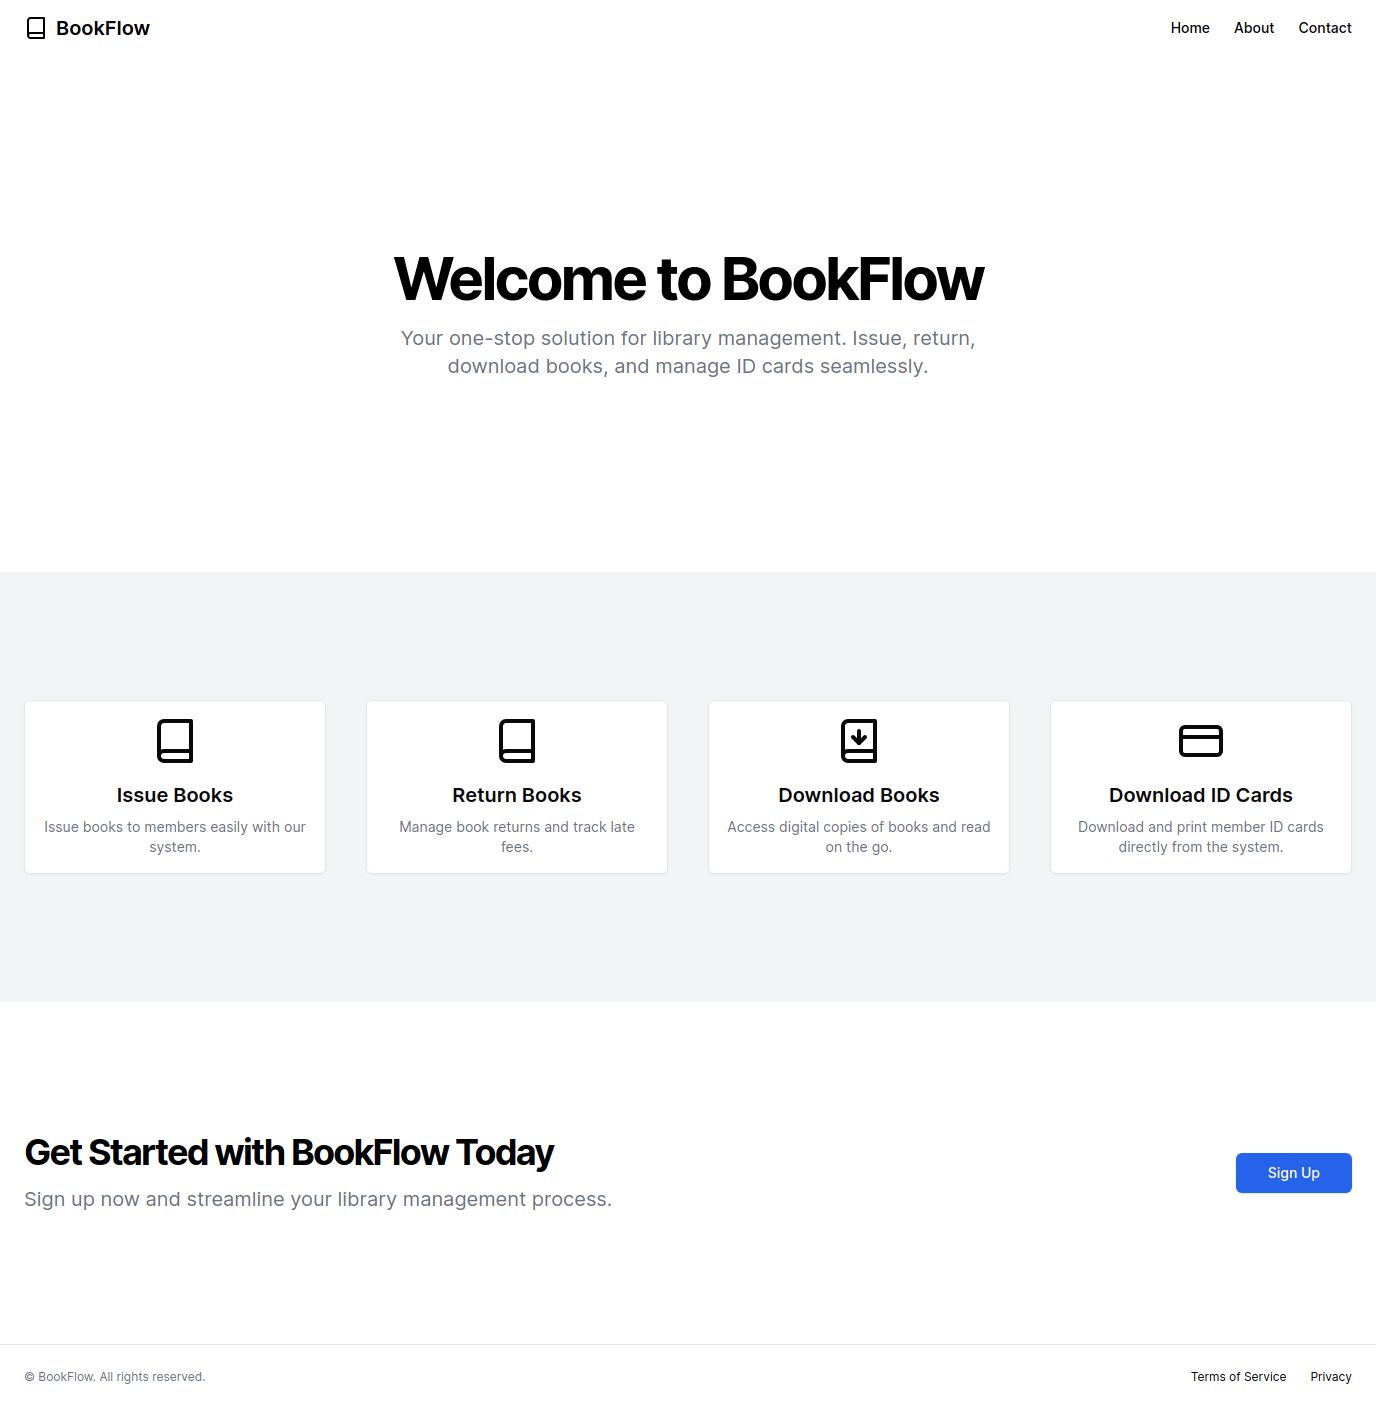 BookFlow
Home About Contact
Welcome to BookFlow
Your one-stop solution for library management. Issue, return,
download books, and manage ID cards seamlessly.
Issue Books
Issue books to members easily with our
system.
Return Books
Manage book returns and track late
fees.
Download Books
Access digital copies of books and read
on the go.
Download ID Cards
Download and print member ID cards
directly from the system.
Get Started with BookFlow Today
Sign up now and streamline your library management process.
Sign Up
© BookFlow. All rights reserved.
Terms of Service Privacy